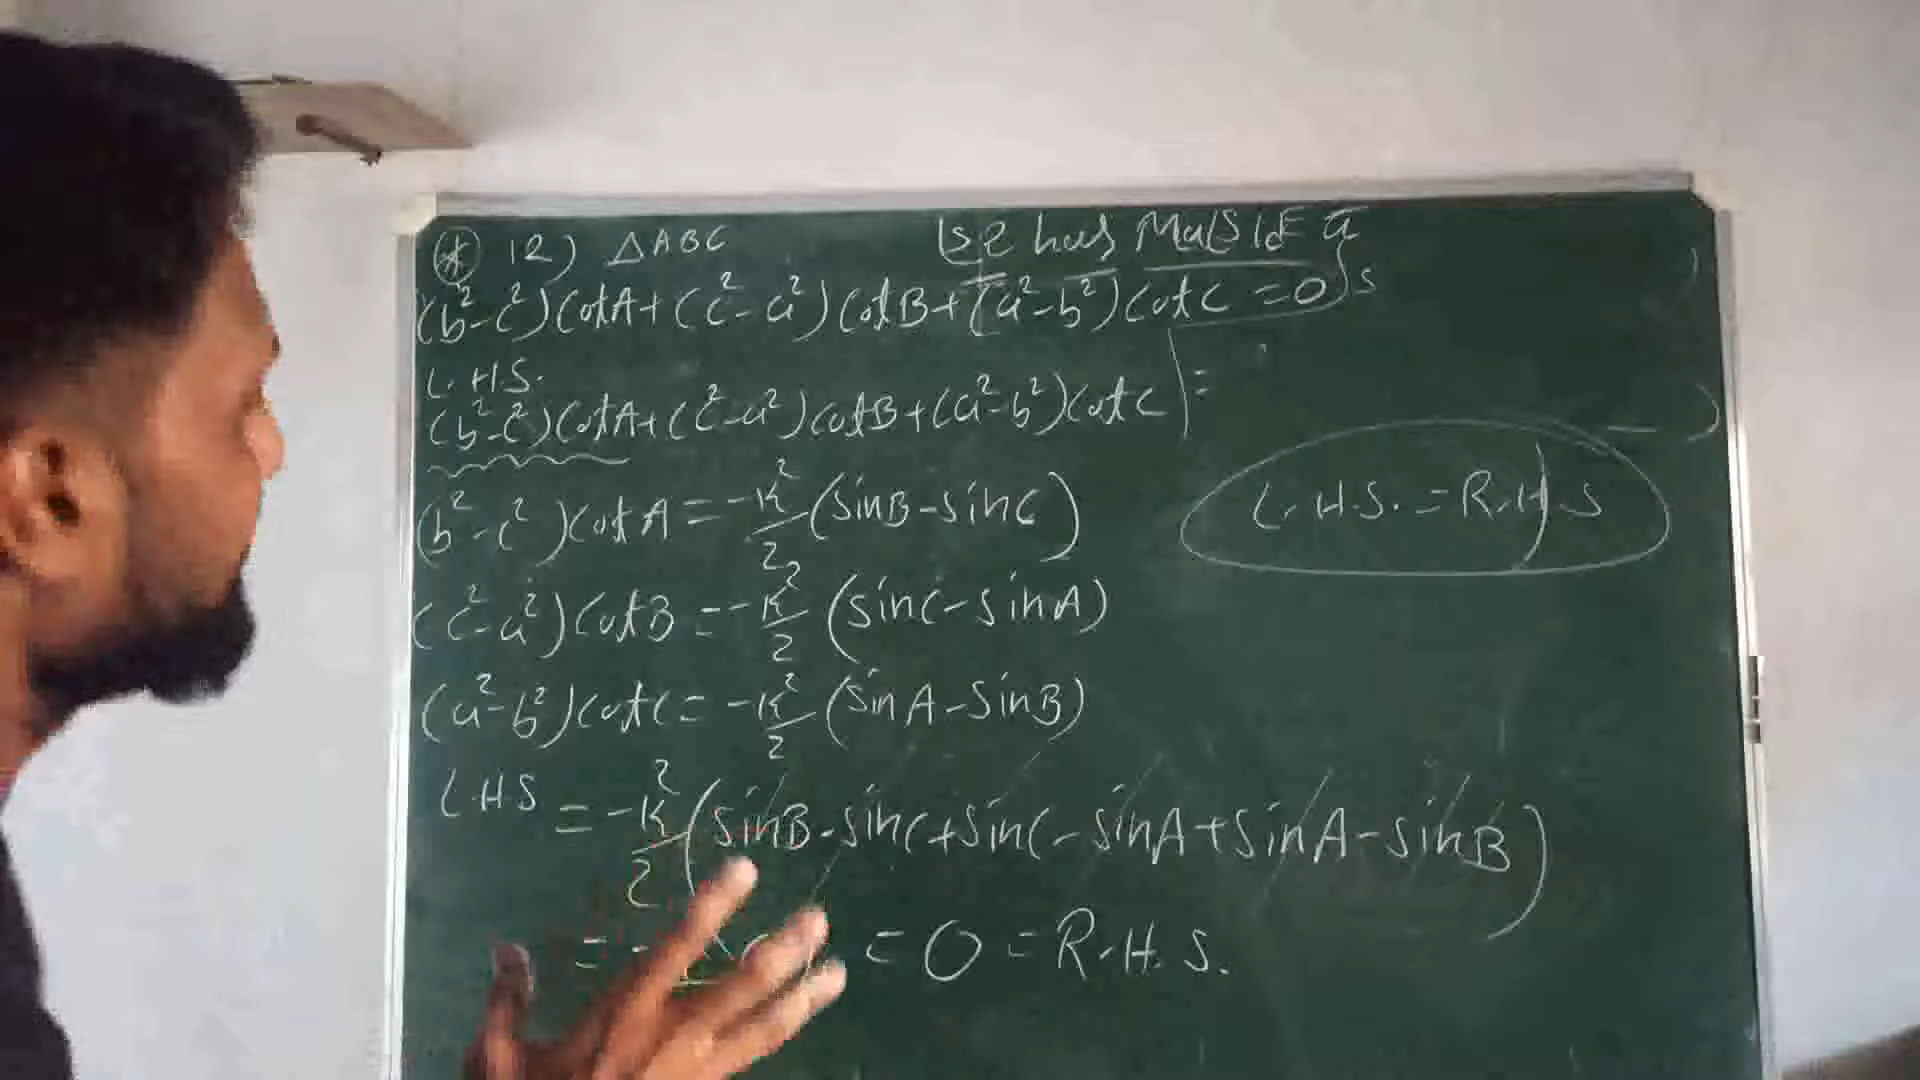 * 12) △ABC
(b²-c²)cotA+(c²-a²)cotB+(a²-b²)cotC=0
L.H.S.
(b²-c²)cotA+(c²-a²)cotB+(a²-b²)cotC =
(b²-c²)cotA=-K²/2(sinB-sinC)
(c²-a²)cotB=-K²/2(sinC-sinA)
(a²-b²)cotC=-K²/2(sinA-sinB)
LHS =-K²/2(sinB-sinC+sinC-sinA+sinA-sinB)
=0=R.H.S.
L.H.S.=R.H.S